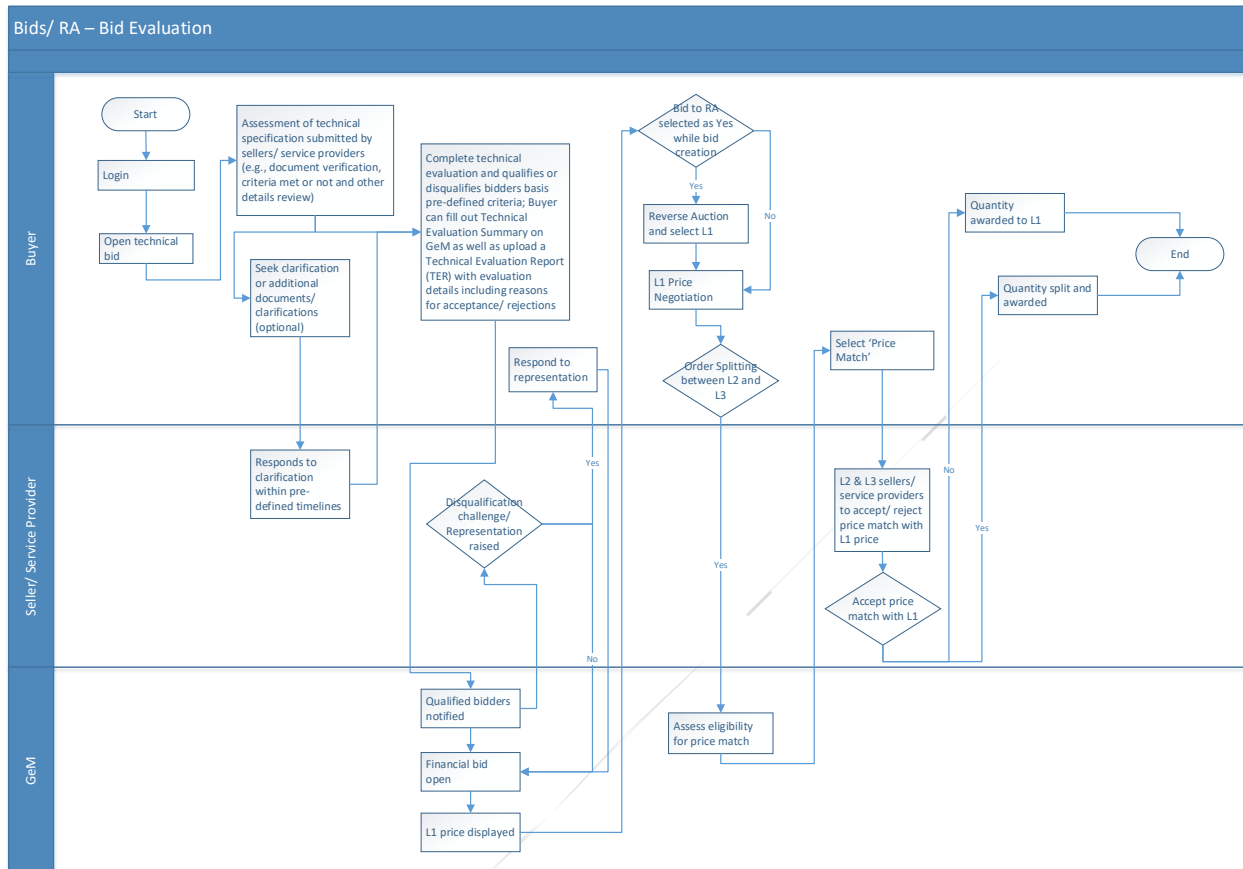 Bids/ RA – Bid Evaluation
Buyer
Start
Login
Open technical
bid
Assessment of technical
specification submitted by
sellers/ service providers
(e.g., document verification,
criteria met or not and other
details review)
Seek clarification
or additional
documents/
clarifications
(optional)
Complete technical
evaluation and qualifies or
disqualifies bidders basis
pre-defined criteria; Buyer
can fill out Technical
Evaluation Summary on
GeM as well as upload a
Technical Evaluation Report
(TER) with evaluation
details including reasons
for acceptance/ rejections
Respond to
representation
Bid to RA
selected as Yes
while bid
creation
Yes
No
Reverse Auction
and select L1
L1 Price
Negotiation
Order Splitting
between L2 and
L3
Select ‘Price
Match’
Quantity
awarded to L1
Quantity split and
awarded
End
Seller/ Service Provider
Responds to
clarification
within pre-
defined timelines
Disqualification
challenge/
Representation
raised
Yes
No
Yes
L2 & L3 sellers/
service providers
to accept/ reject
price match with
L1 price
Accept price
match with L1
No
Yes
GeM
Qualified bidders
notified
Financial bid
open
L1 price displayed
Assess eligibility
for price match